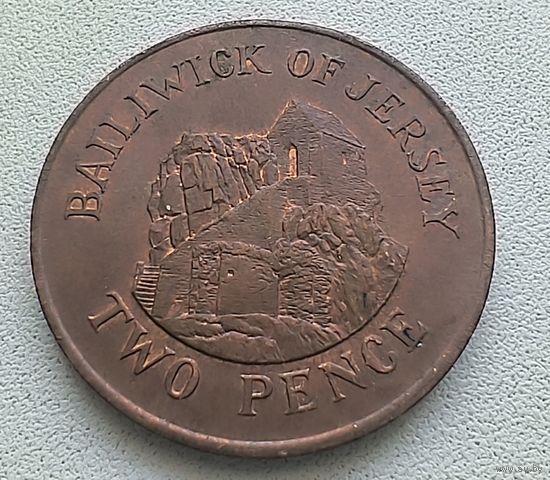 BAILIWICK OF JERSEY
TWO PENCE